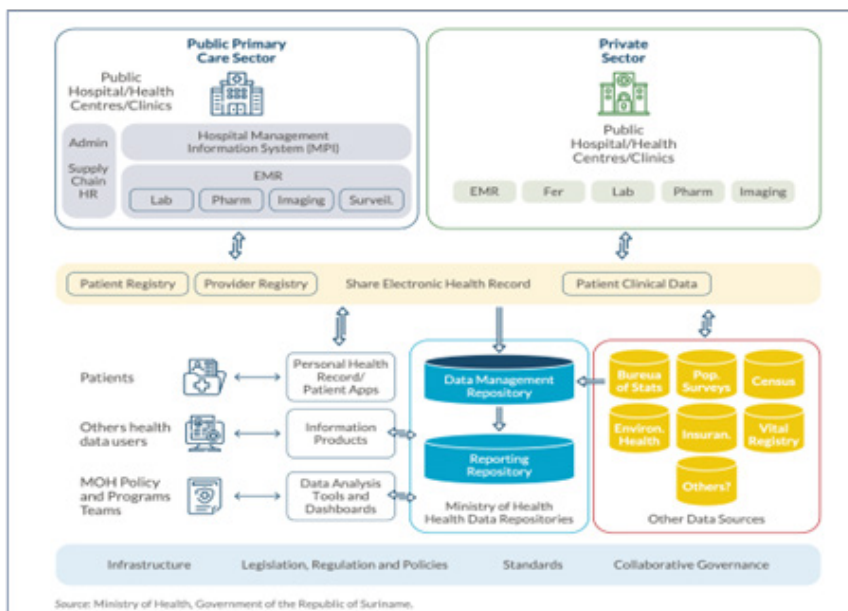 Public Primary
Care Sector
Public
Hospital/Health
Centres/Clinics
Admin
Supply
Chain
HR
Hospital Management
Information System (MPI)
EMR
Lab
Pharm
Imaging
Surveil.
Private
Sector
Public
Hospital/Health
Centres/Clinics
EMR
Fer
Lab
Pharm
Imaging
Patient Registry
Provider Registry
Share Electronic Health Record
Patient Clinical Data
Patients
Personal Health
Record/
Patient Apps
Others health
data users
Information
Products
MOH Policy
and Programs
Teams
Data Analysis
Tools and
Dashboards
Data Management
Repository
Reporting
Repository
Ministry of Health
Health Data Repositories
Bureua
of Stats
Pop.
Surveys
Census
Environ.
Health
Insuran.
Vital
Registry
Others?
Other Data Sources
Infrastructure
Legislation, Regulation and Policies
Standards
Collaborative Governance
Source: Ministry of Health, Government of the Republic of Suriname.